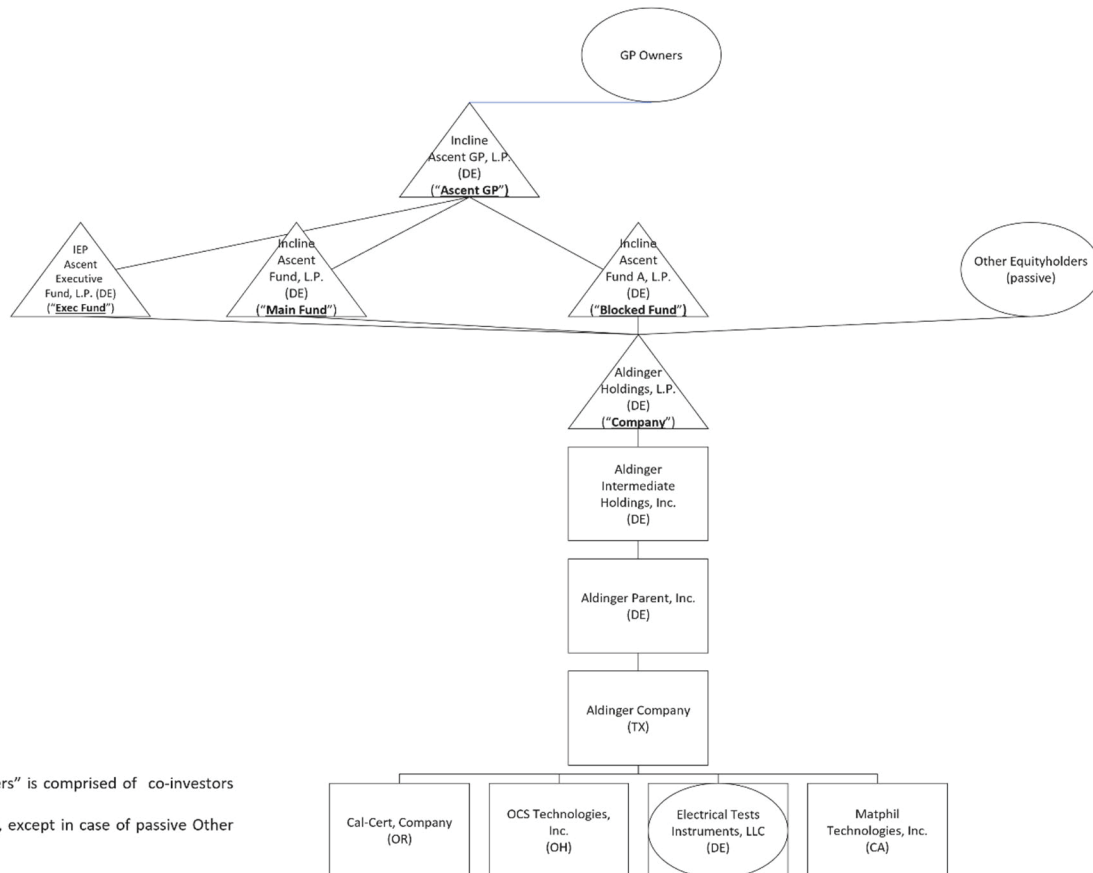 GP Owners
Incline
Ascent GP, L.P.
(DE)
("Ascent GP")
IEP
Ascent
Executive
Fund, L.P. (DE)
("Exec Fund")
Incline
Ascent
Fund, L.P.
(DE)
("Main Fund")
Incline
Ascent
Fund A, L.P.
(DE)
("Blocked Fund")
Other Equityholders
(passive)
Aldinger
Holdings, L.P.
(DE)
("Company")
Aldinger
Intermediate
Holdings, Inc.
(DE)
Aldinger Parent, Inc.
(DE)
Aldinger Company
(TX)
ers” is comprised of co-investors
, except in case of passive Other
Cal-Cert, Company
(OR)
OCS Technologies,
Inc.
(OH)
Electrical Tests
Instruments, LLC
(DE)
Matphil
Technologies, Inc.
(CA)